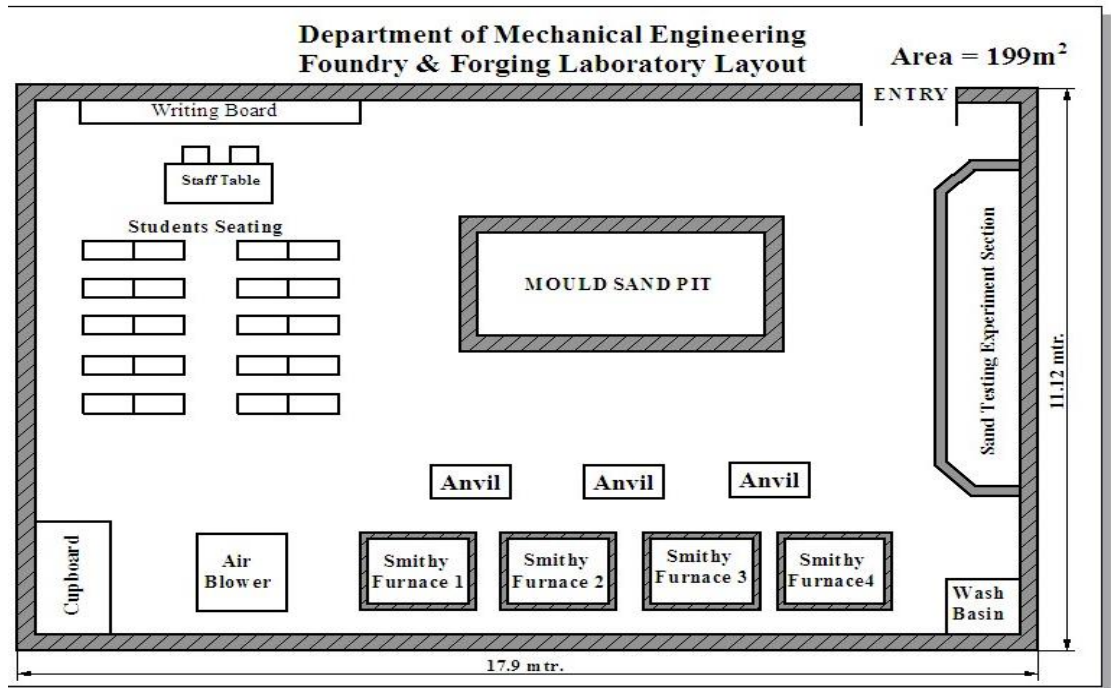 Department of Mechanical Engineering
Foundry & Forging Laboratory Layout
Area = 199m²
ENTRY
Writing Board
Staff Table
Students Seating
MOULD SAND PIT
Sand Testing Experiment Section
11.12 mtr.
Anvil
Anvil
Anvil
Cupboard
Air
Blower
Smithy
Furnace 1
Smithy
Furnace 2
Smithy
Furnace 3
Smithy
Furnace4
Wash
Basin
17.9 mtr.